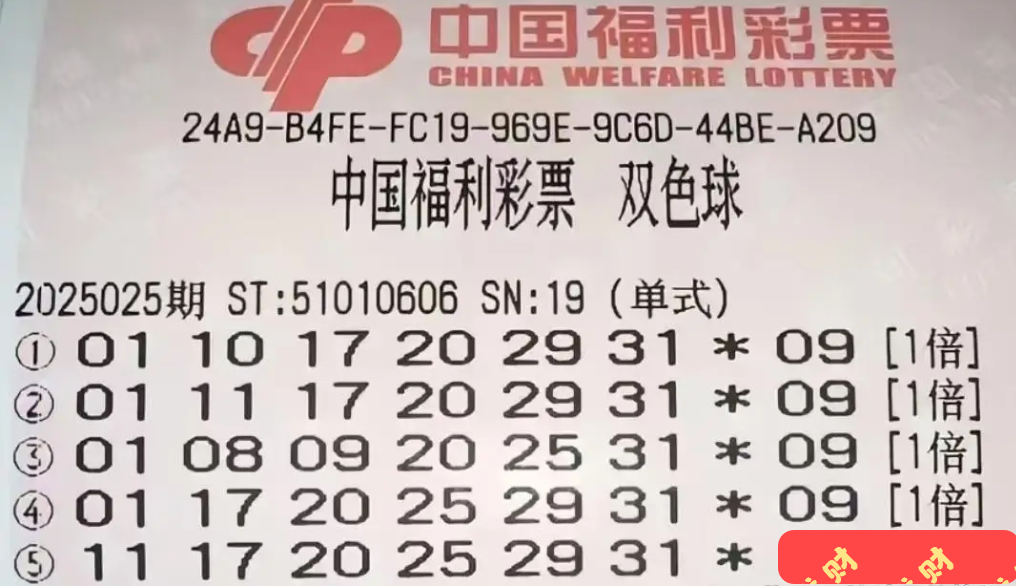 中国福利彩票
CHINA WELFARE LOTTERY
24A9-B4FE-FC19-969E-9C6D-44BE-A209
中国福利彩票 双色球
2025025期 ST:51010606 SN:19 (单式)
① 01 10 17 20 29 31 * 09 [1倍]
② 01 11 17 20 29 31 * 09 [1倍]
③ 01 08 09 20 25 31 * 09 [1倍]
④ 01 17 20 25 29 31 * 09 [1倍]
⑤ 11 17 20 25 29 31 *
财 财